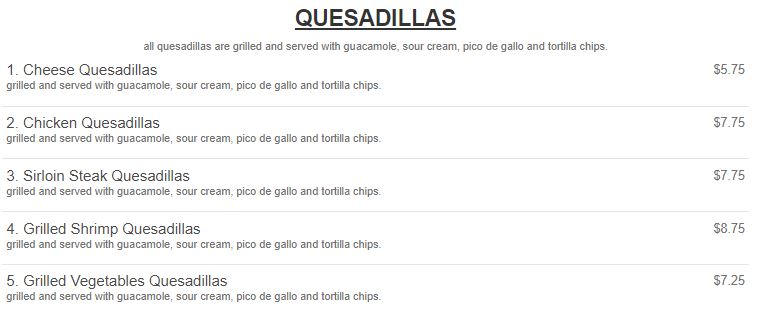 QUESADILLAS
all quesadillas are grilled and served with guacamole, sour cream, pico de gallo and tortilla chips.
1. Cheese Quesadillas $5.75
grilled and served with guacamole, sour cream, pico de gallo and tortilla chips.
2. Chicken Quesadillas $7.75
grilled and served with guacamole, sour cream, pico de gallo and tortilla chips.
3. Sirloin Steak Quesadillas $7.75
grilled and served with guacamole, sour cream, pico de gallo and tortilla chips.
4. Grilled Shrimp Quesadillas $8.75
grilled and served with guacamole, sour cream, pico de gallo and tortilla chips.
5. Grilled Vegetables Quesadillas $7.25
grilled and served with guacamole, sour cream, pico de gallo and tortilla chips.